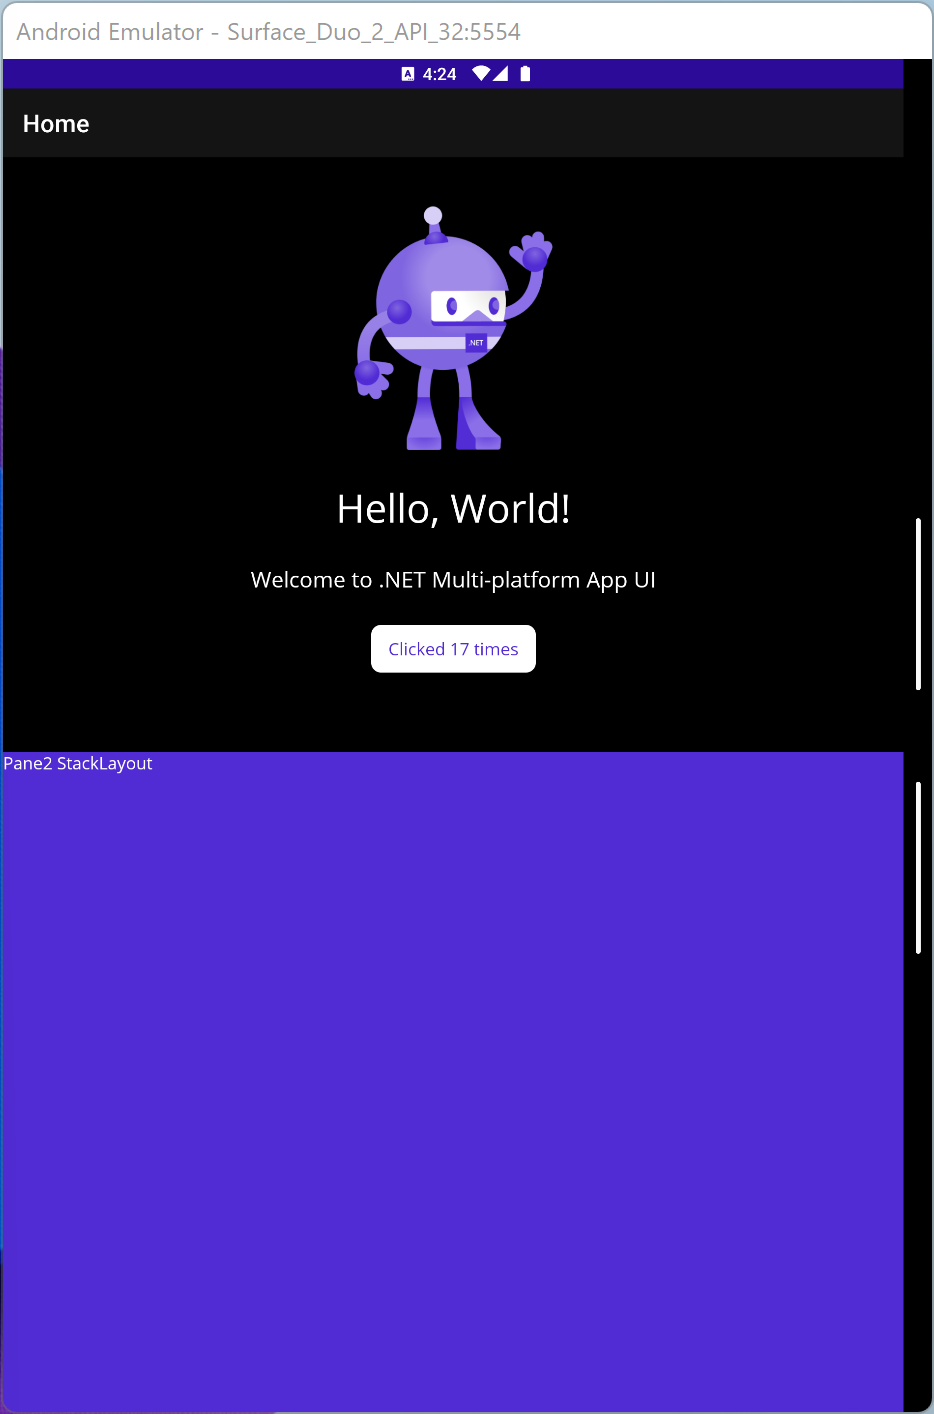 Android Emulator - Surface_Duo_2_API_32:5554
A 4:24
Home
.NET
Hello, World!
Welcome to .NET Multi-platform App UI
Clicked 17 times
Pane2 StackLayout